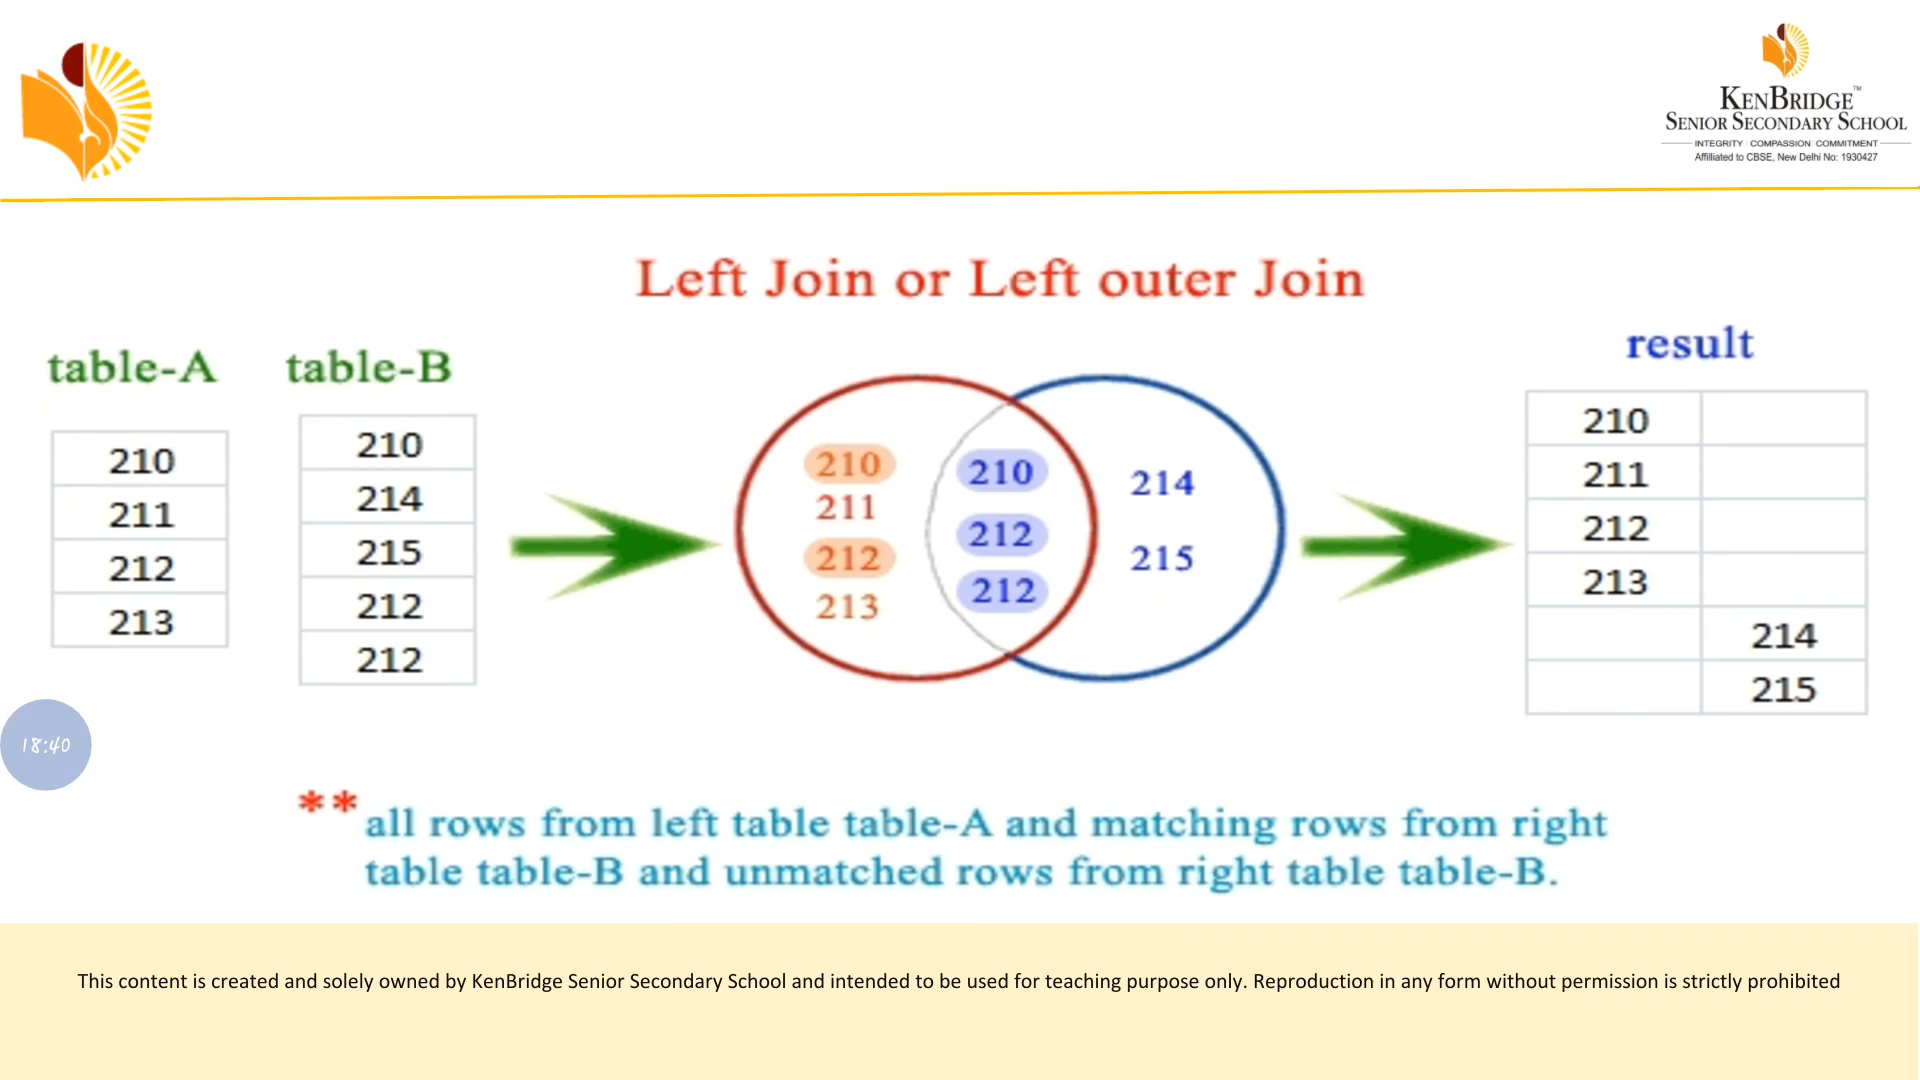 KENBRIDGE™
SENIOR SECONDARY SCHOOL
INTEGRITY COMPASSION COMMITMENT
Affiliated to CBSE, New Delhi No: 1930427
Left Join or Left outer Join
table-A
210
211
212
213
table-B
210
214
215
212
212
210
211
212
213
210
212
212
214
215
result
210
211
212
213
214
215
18:40
** all rows from left table table-A and matching rows from right
table table-B and unmatched rows from right table table-B.
This content is created and solely owned by KenBridge Senior Secondary School and intended to be used for teaching purpose only. Reproduction in any form without permission is strictly prohibited